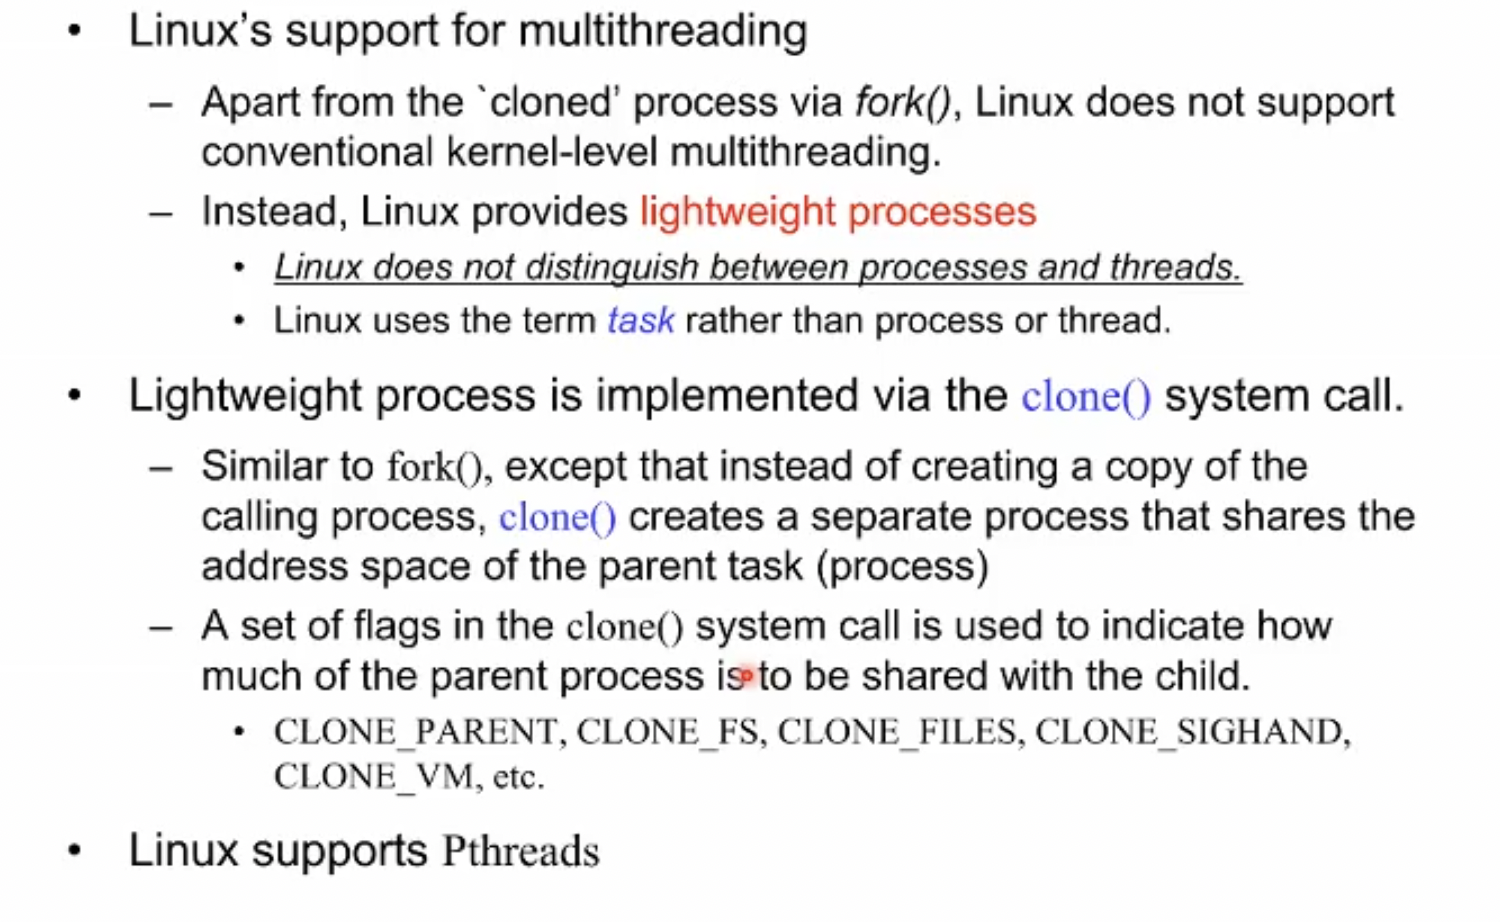 • Linux's support for multithreading
– Apart from the `cloned' process via fork(), Linux does not support
conventional kernel-level multithreading.
– Instead, Linux provides lightweight processes
• Linux does not distinguish between processes and threads.
• Linux uses the term task rather than process or thread.
• Lightweight process is implemented via the clone() system call.
– Similar to fork(), except that instead of creating a copy of the
calling process, clone() creates a separate process that shares the
address space of the parent task (process)
– A set of flags in the clone() system call is used to indicate how
much of the parent process is to be shared with the child.
• CLONE_PARENT, CLONE_FS, CLONE_FILES, CLONE_SIGHAND,
CLONE_VM, etc.
• Linux supports Pthreads